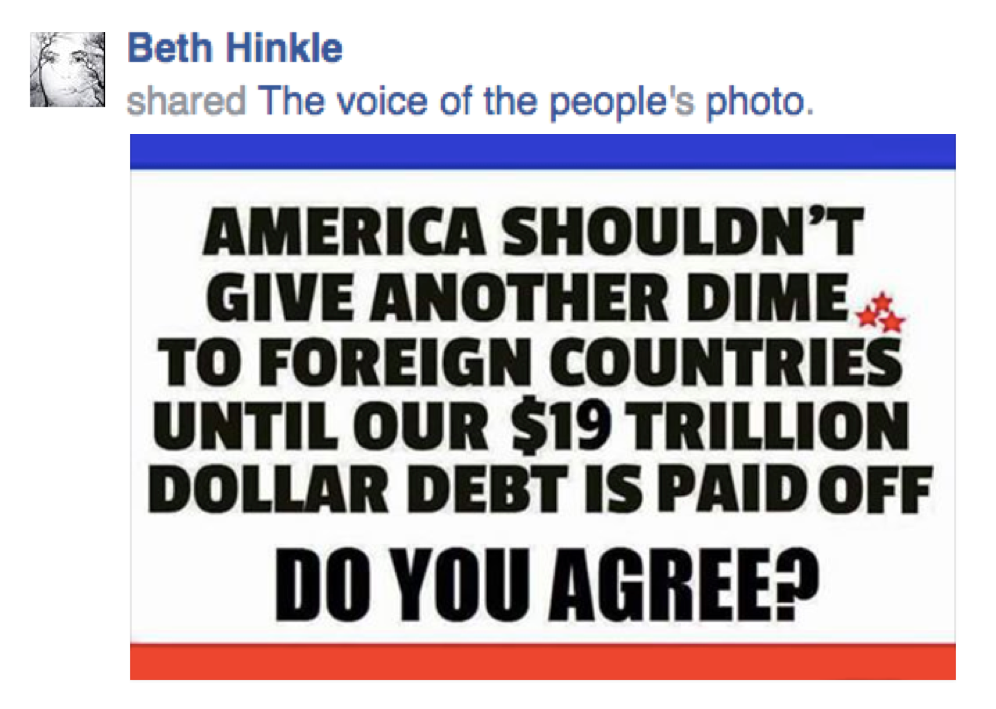 Beth Hinkle
shared The voice of the people's photo.
AMERICA SHOULDN'T
GIVE ANOTHER DIME
TO FOREIGN COUNTRIES
UNTIL OUR $19 TRILLION
DOLLAR DEBT IS PAID OFF
DO YOU AGREE?